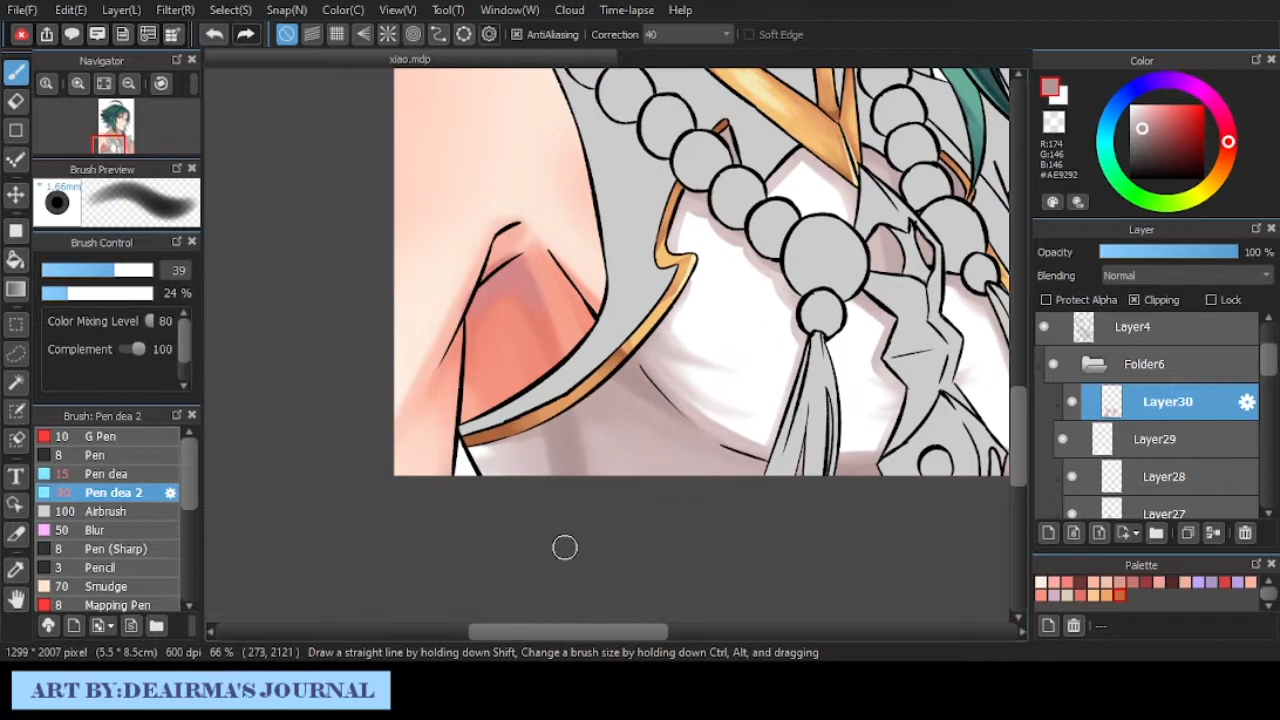 File(F) Edit(E) Layer(L) Filter(R) Select(S) Snap(N) Color(C) View(V) Tool(T) Window(W) Cloud Time-lapse Help
AntiAliasing Correction 40 Soft Edge
Navigator
xiao.mdp
Color
R:174
G:146
B:146
#AE9292
Brush Preview
1.66mm
Brush Control
39
24 %
Color Mixing Level 80
Complement 100
Brush: Pen dea 2
10 G Pen
8 Pen
15 Pen dea
20 Pen dea 2
100 Airbrush
50 Blur
8 Pen (Sharp)
3 Pencil
70 Smudge
8 Mapping Pen
Layer
Opacity 100 %
Blending Normal
Protect Alpha Clipping Lock
Layer4
Folder6
Layer30
Layer29
Layer28
Layer27
Palette
---
1299 * 2007 pixel (5.5 * 8.5cm) 600 dpi 66 % ( 273, 2121 ) Draw a straight line by holding down Shift, Change a brush size by holding down Ctrl, Alt, and dragging
ART BY:DEAIRMA'S JOURNAL